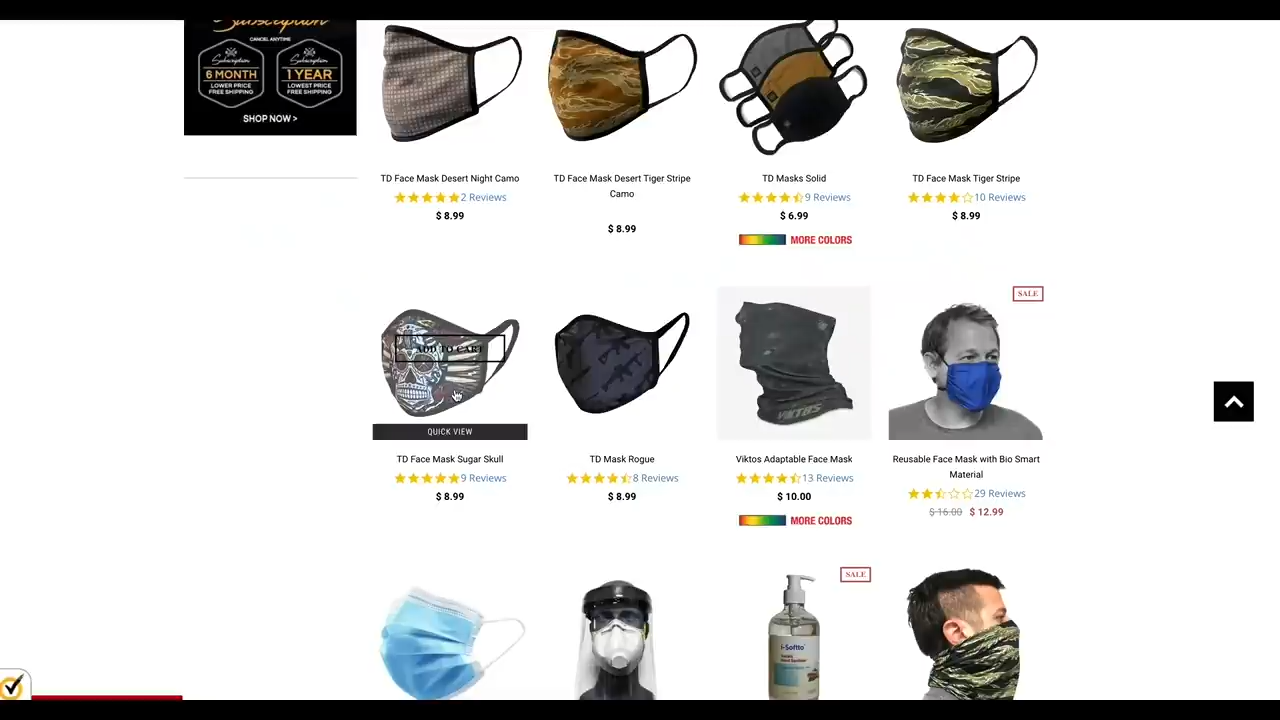 Subscription
CANCEL ANYTIME
Subscription
6 MONTH
LOWER PRICE
FREE SHIPPING
Subscription
1 YEAR
LOWEST PRICE
FREE SHIPPING
SHOP NOW >
TD Face Mask Desert Night Camo
2 Reviews
$ 8.99
TD Face Mask Desert Tiger Stripe
Camo
$ 8.99
TD Masks Solid
9 Reviews
$ 6.99
MORE COLORS
TD Face Mask Tiger Stripe
10 Reviews
$ 8.99
ADD TO CART
QUICK VIEW
TD Face Mask Sugar Skull
9 Reviews
$ 8.99
TD Mask Rogue
8 Reviews
$ 8.99
VIKTOS
Viktos Adaptable Face Mask
13 Reviews
$ 10.00
MORE COLORS
SALE
Reusable Face Mask with Bio Smart
Material
29 Reviews
$ 16.00 $ 12.99
SALE
i-Softto